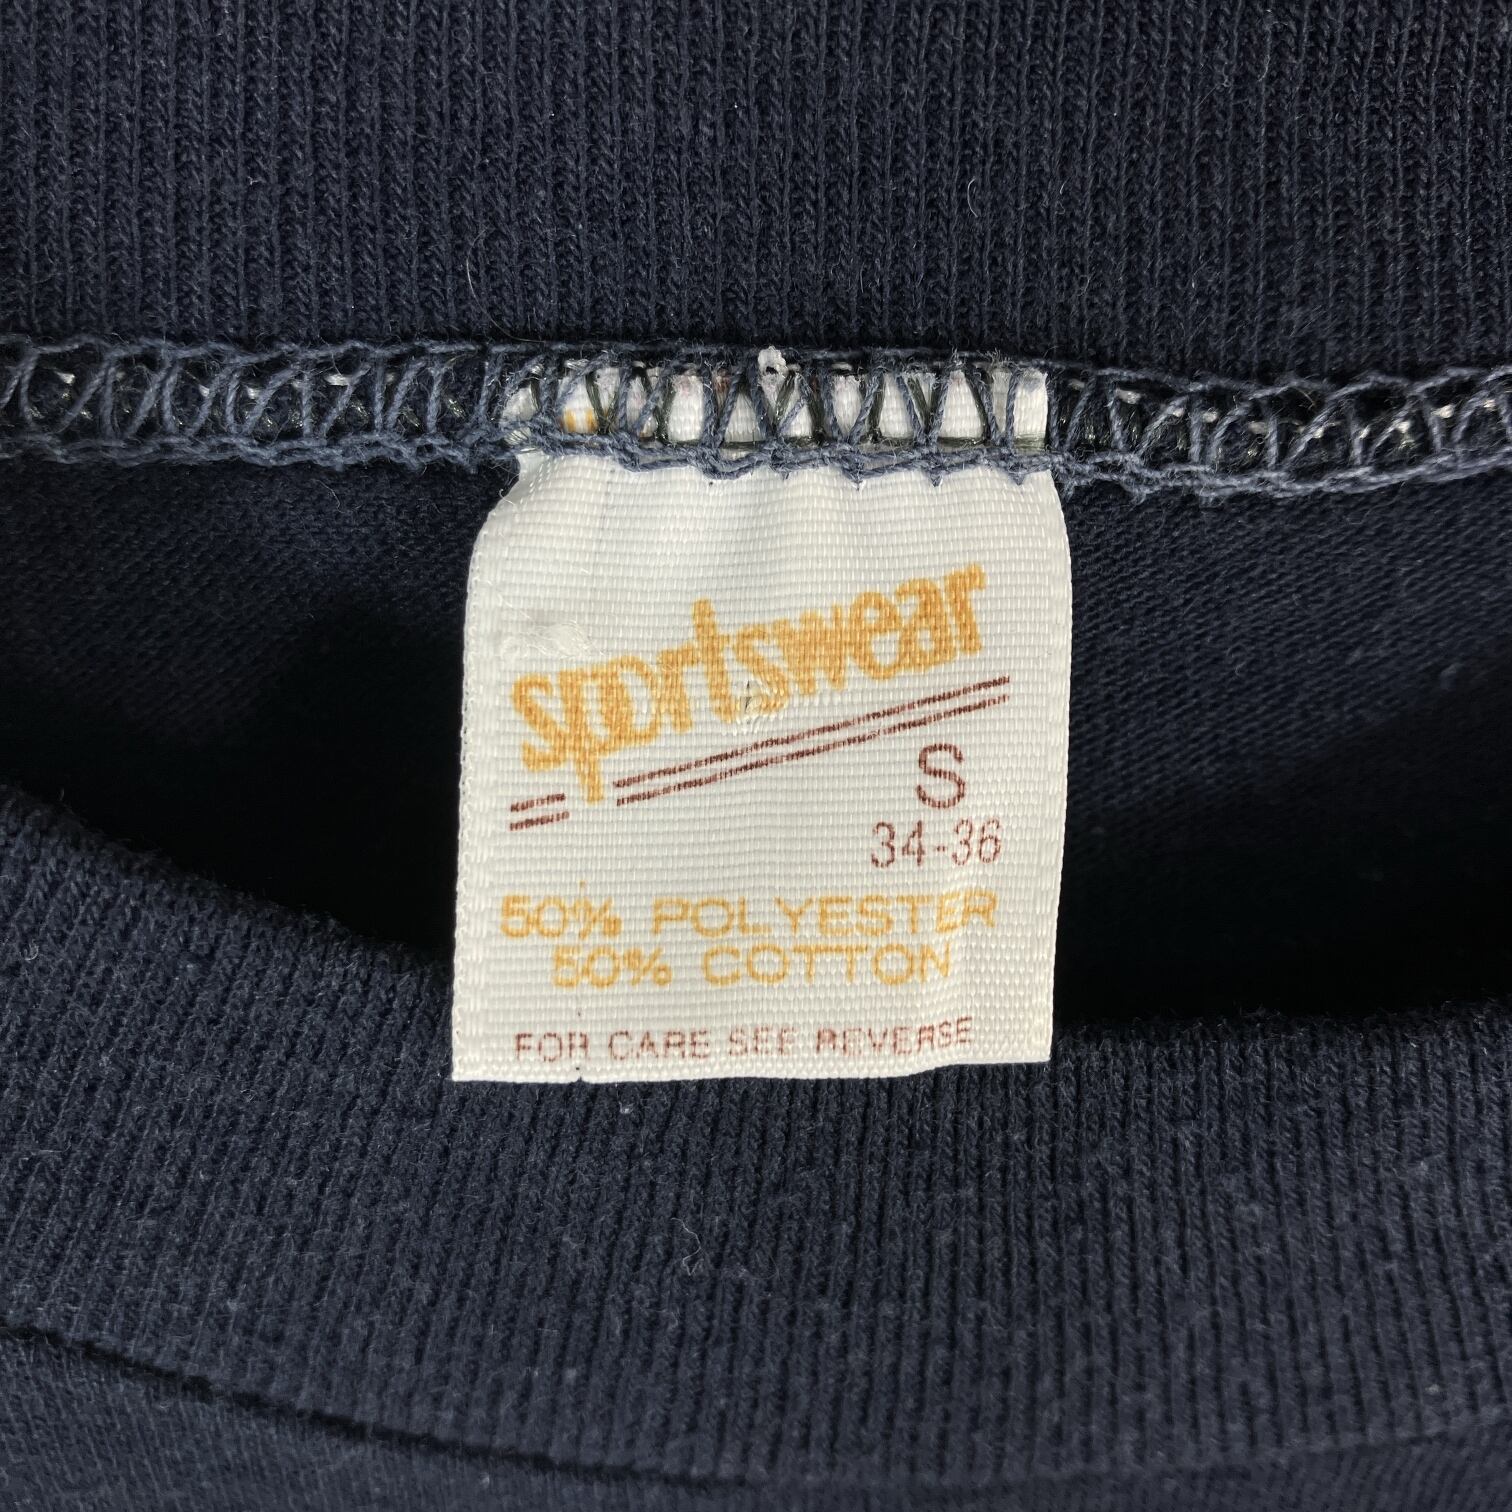 sportswear
S
34-36
50% POLYESTER
50% COTTON
FOR CARE SEE REVERSE